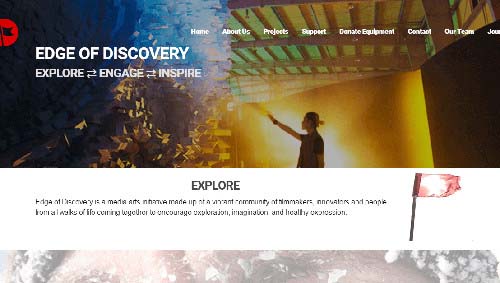 Home About Us Projects Support Donate Equipment Contact Our Team Jour
EDGE OF DISCOVERY
EXPLORE ⇄ ENGAGE ⇄ INSPIRE
EXPLORE
Edge of Discovery is a media arts initiative made up of a vibrant community of filmmakers, innovators and people
from all walks of life coming together to encourage exploration, imagination, and healthy expression.